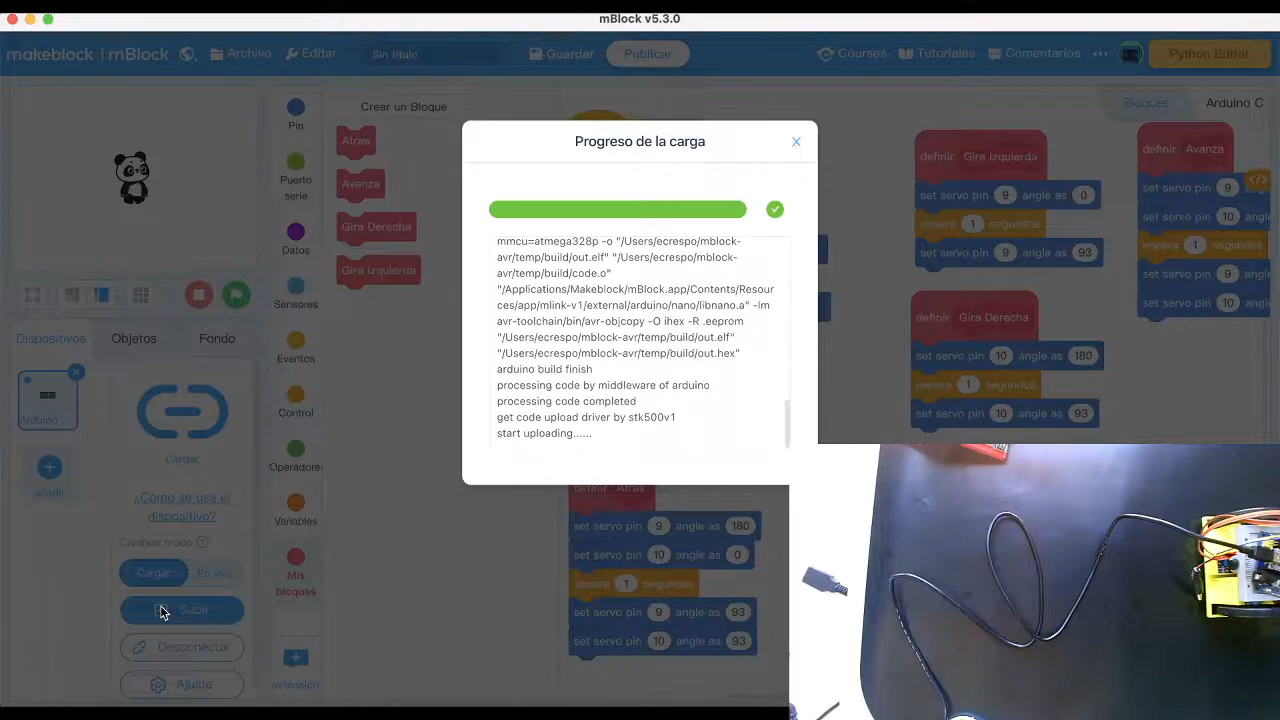 mBlock v5.3.0
makeblock | mBlock
Archivo
Editar
Sin título
Guardar
Publicar
Courses
Tutoriales
Comentarios
Python Editar
Crear un Bloque
Bloques
Arduino C
Pin
Puerto
serie
Datos
Sensores
Eventos
Control
Operadore
Variables
Mis
bloques
extensión
Atras
Avanza
Gira Derecha
Gira Izquierda
Dispositivos
Objetos
Fondo
Arduino
añadir
Cargar
¿Cómo se usa el
dispositivo?
Cambiar modo
Cargar
En vivo
Subir
Desconectar
Ajuste
Progreso de la carga
mmcu=atmega328p -o "/Users/ecrespo/mblock-
avr/temp/build/out.elf" "/Users/ecrespo/mblock-
avr/temp/build/code.o"
"/Applications/Makeblock/mBlock.app/Contents/Resour
ces/app/mlink-v1/external/arduino/nano/libnano.a" -lm
avr-toolchain/bin/avr-objcopy -O ihex -R .eeprom
"/Users/ecrespo/mblock-avr/temp/build/out.elf"
"/Users/ecrespo/mblock-avr/temp/build/out.hex"
arduino build finish
processing code by middleware of arduino
processing code completed
get code upload driver by stk500v1
start uploading......
definir Gira Izquierda
set servo pin 9 angle as 0
espera 1 segundos
set servo pin 9 angle as 93
definir Gira Derecha
set servo pin 10 angle as 180
espera 1 segundos
set servo pin 10 angle as 93
definir Avanza
set servo pin 9
set servo pin 10
espera 1 segundos
set servo pin 9
set servo pin 10
definir Atras
set servo pin 9 angle as 180
set servo pin 10 angle as 0
espera 1 segundos
set servo pin 9 angle as 93
set servo pin 10 angle as 93